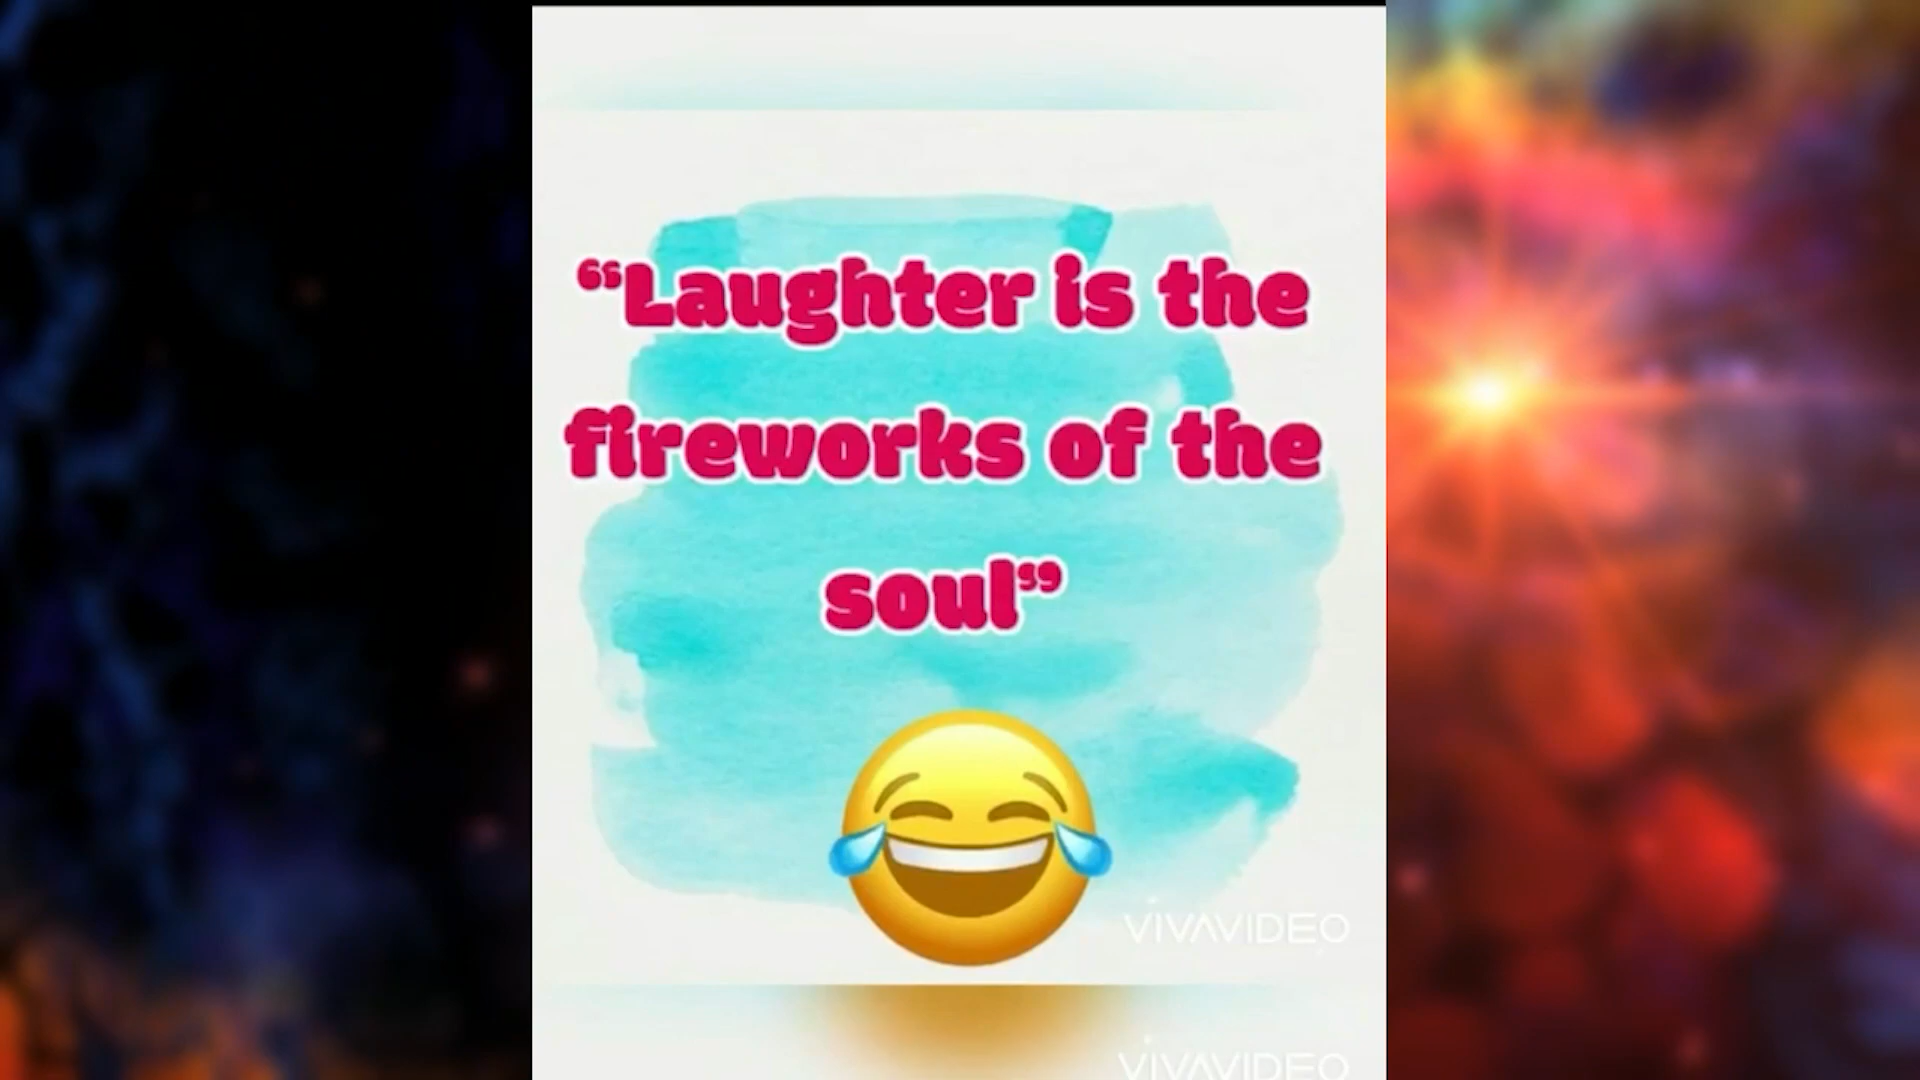 “Laughter is the
fireworks of the
soul”
VIVAVIDEO
VIVAVIDEO